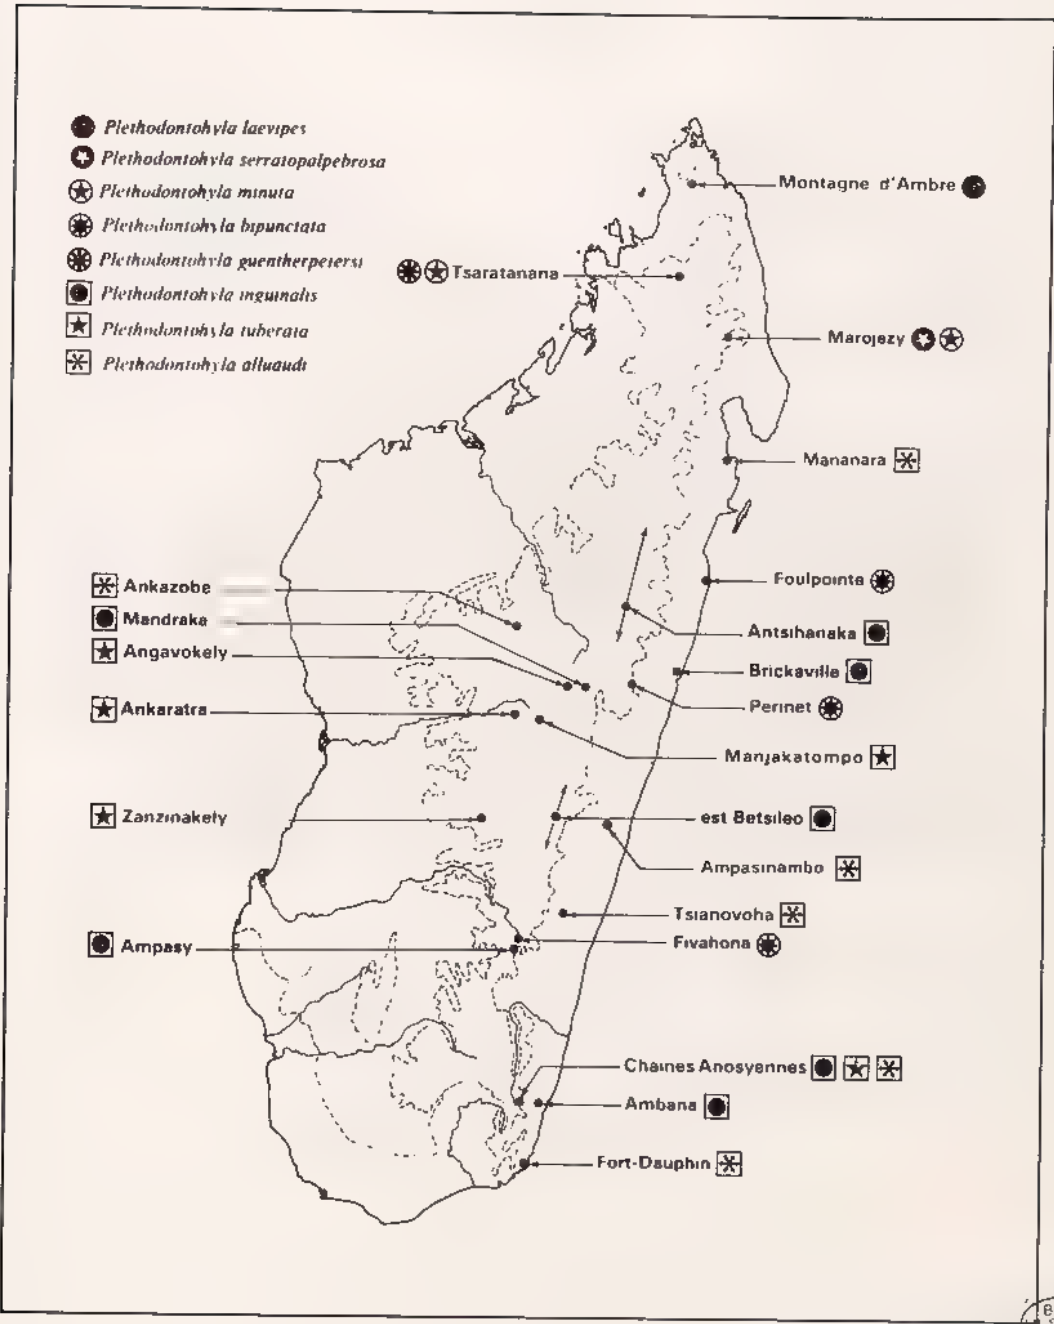 Plethodontohyla laevipes
Plethodontohyla serratopalpebrosa
Plethodontohyla minuta
Plethodontohyla bipunctata
Plethodontohyla guentherpetersi
Plethodontohyla inguinalis
Plethodontohyla tuberata
Plethodontohyla alluaudi
Montagne d'Ambre
Tsaratanana
Marojezy
Mananara
Foulpointe
Antsihanaka
Brickaville
Perinet
Manjakatompo
est Betsileo
Ampasinambo
Tsianovoha
Fivahona
Chaines Anosyennes
Ambana
Fort-Dauphin
Ankazobe
Mandraka
Angavokely
Ankaratra
Zanzinakely
Ampasy